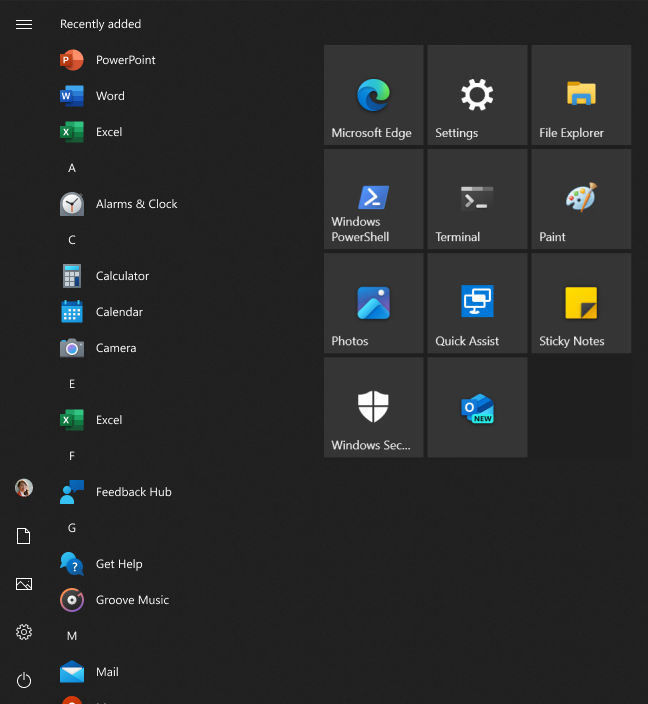 Recently added
PowerPoint
Word
Excel
A
Alarms & Clock
C
Calculator
Calendar
Camera
E
Excel
F
Feedback Hub
G
Get Help
Groove Music
M
Mail
Microsoft Edge
Settings
File Explorer
Windows
PowerShell
Terminal
Paint
Photos
Quick Assist
Sticky Notes
Windows Sec...
NEW